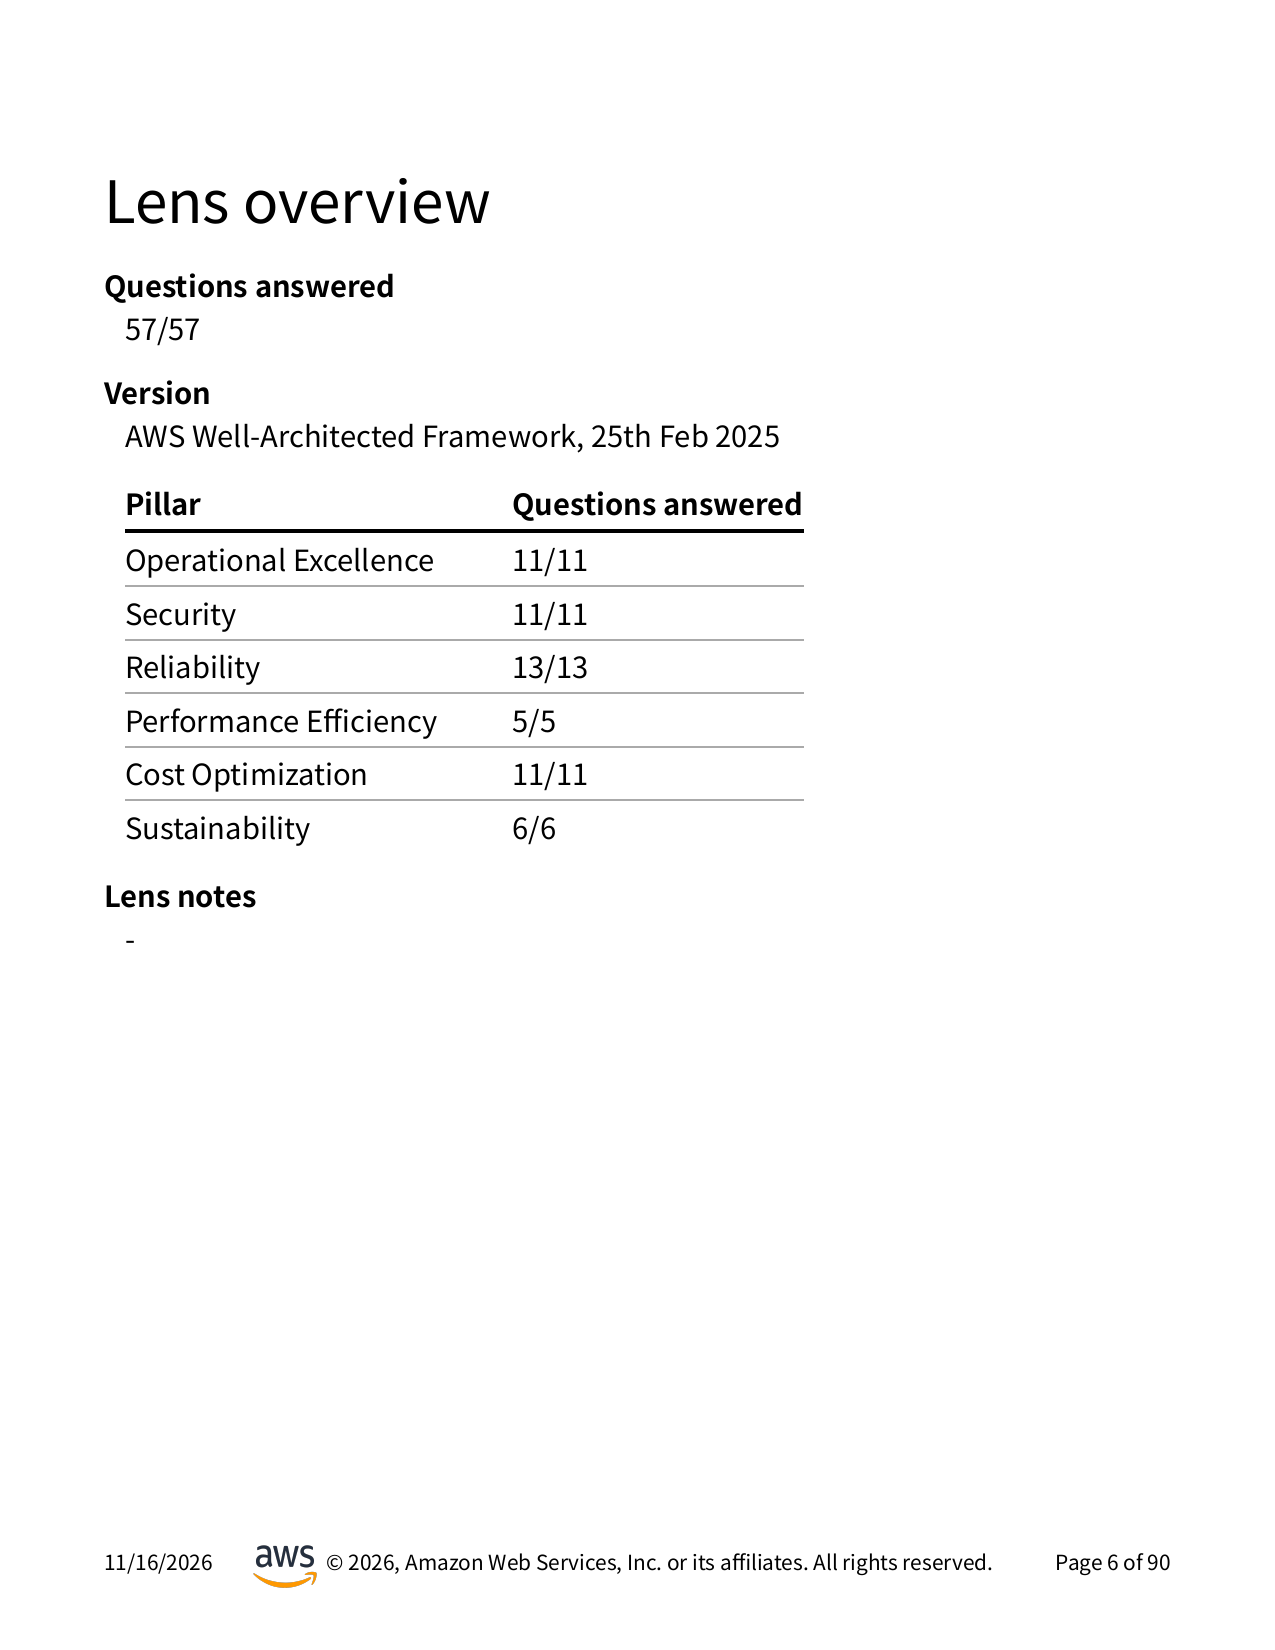 Lens overview
Questions answered
57/57
Version
AWS Well-Architected Framework, 25th Feb 2025
Pillar Questions answered
Operational Excellence 11/11
Security 11/11
Reliability 13/13
Performance Efficiency 5/5
Cost Optimization 11/11
Sustainability 6/6
Lens notes
-
11/16/2026 aws © 2026, Amazon Web Services, Inc. or its affiliates. All rights reserved. Page 6 of 90